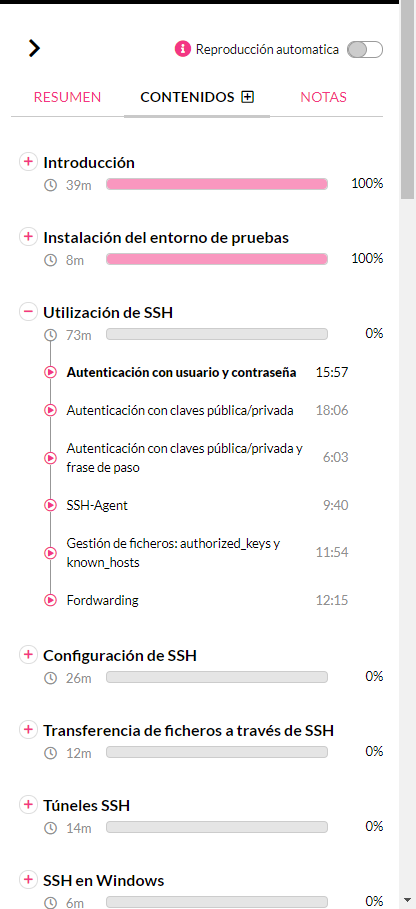 Reproducción automatica
RESUMEN CONTENIDOS NOTAS
Introducción
39m 100%
Instalación del entorno de pruebas
8m 100%
Utilización de SSH
73m 0%
Autenticación con usuario y contraseña 15:57
Autenticación con claves pública/privada 18:06
Autenticación con claves pública/privada y
frase de paso
6:03
SSH-Agent 9:40
Gestión de ficheros: authorized_keys y
known_hosts
11:54
Fordwarding 12:15
Configuración de SSH
26m 0%
Transferencia de ficheros a través de SSH
12m 0%
Túneles SSH
14m 0%
SSH en Windows
6m 0%